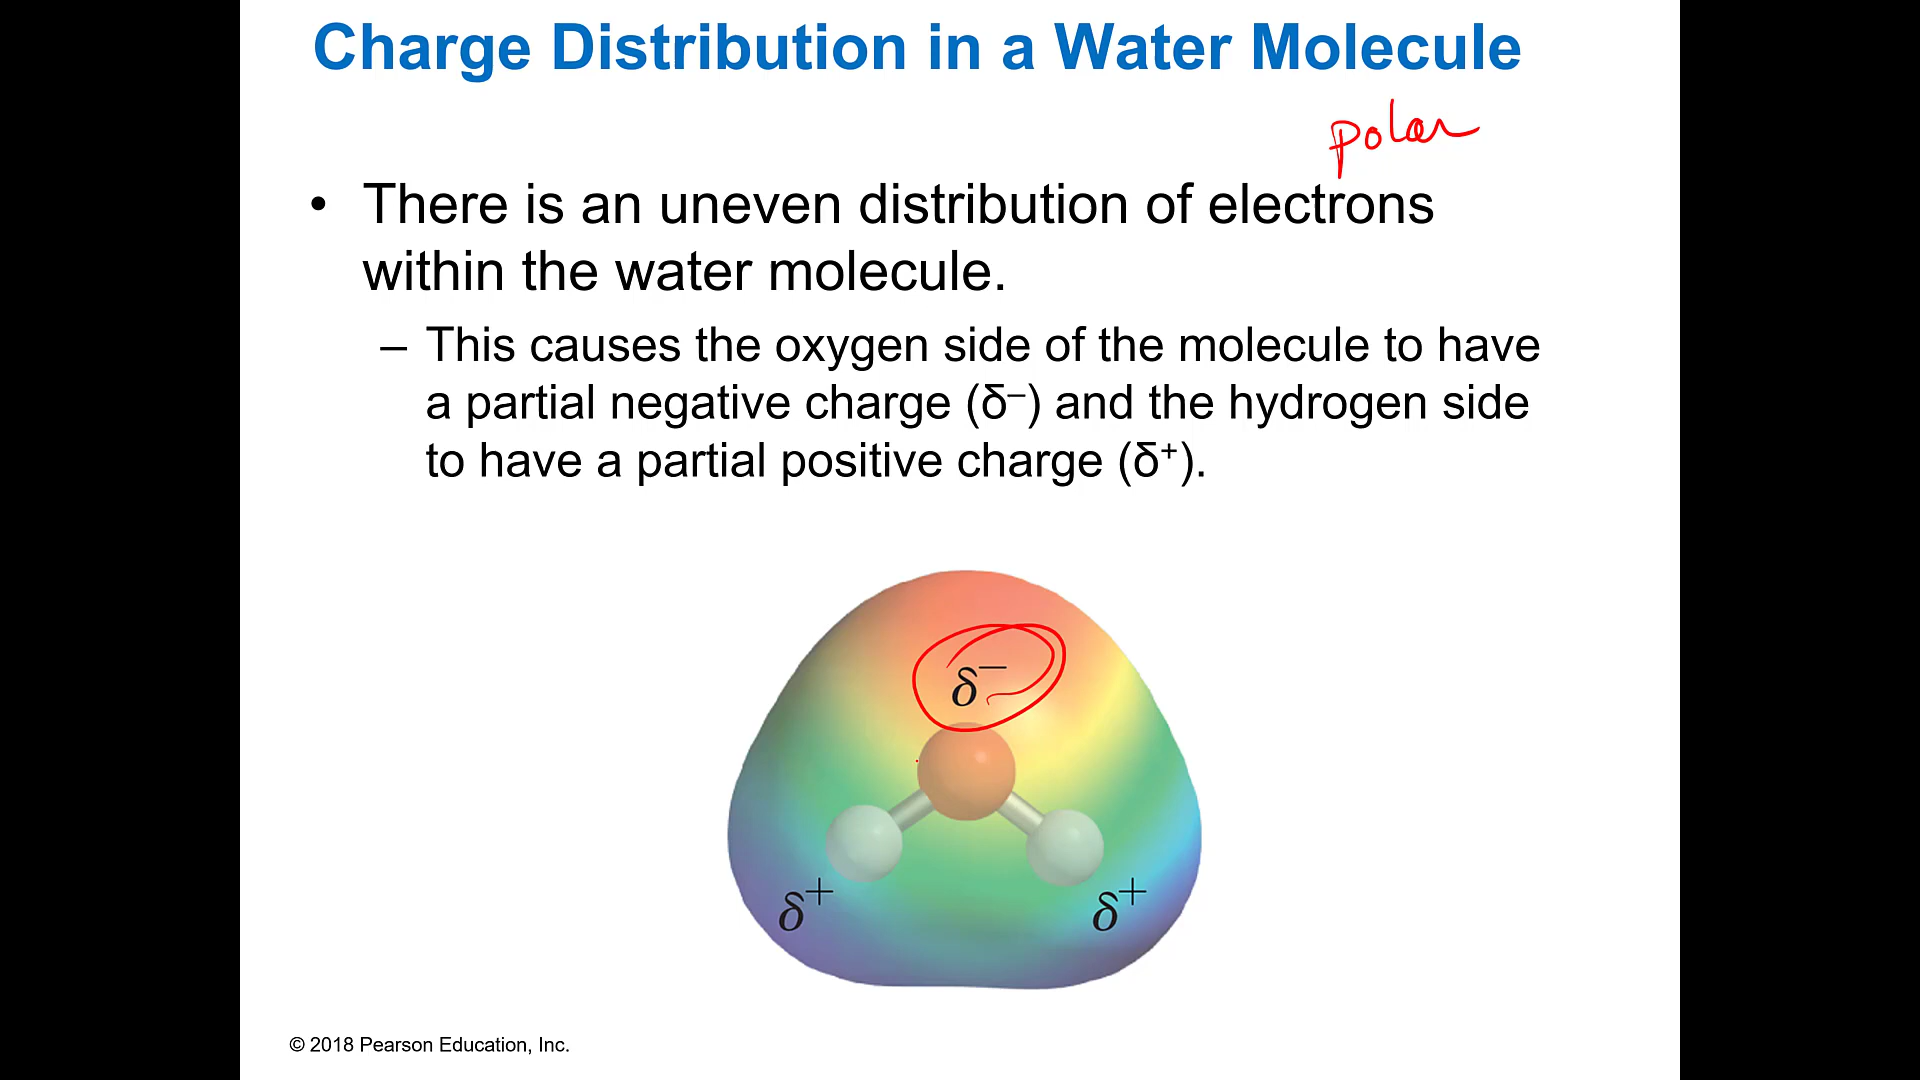 Charge Distribution in a Water Molecule
polar
• There is an uneven distribution of electrons
within the water molecule.
– This causes the oxygen side of the molecule to have
a partial negative charge (δ⁻) and the hydrogen side
to have a partial positive charge (δ⁺).
δ⁻
δ⁺ δ⁺
© 2018 Pearson Education, Inc.